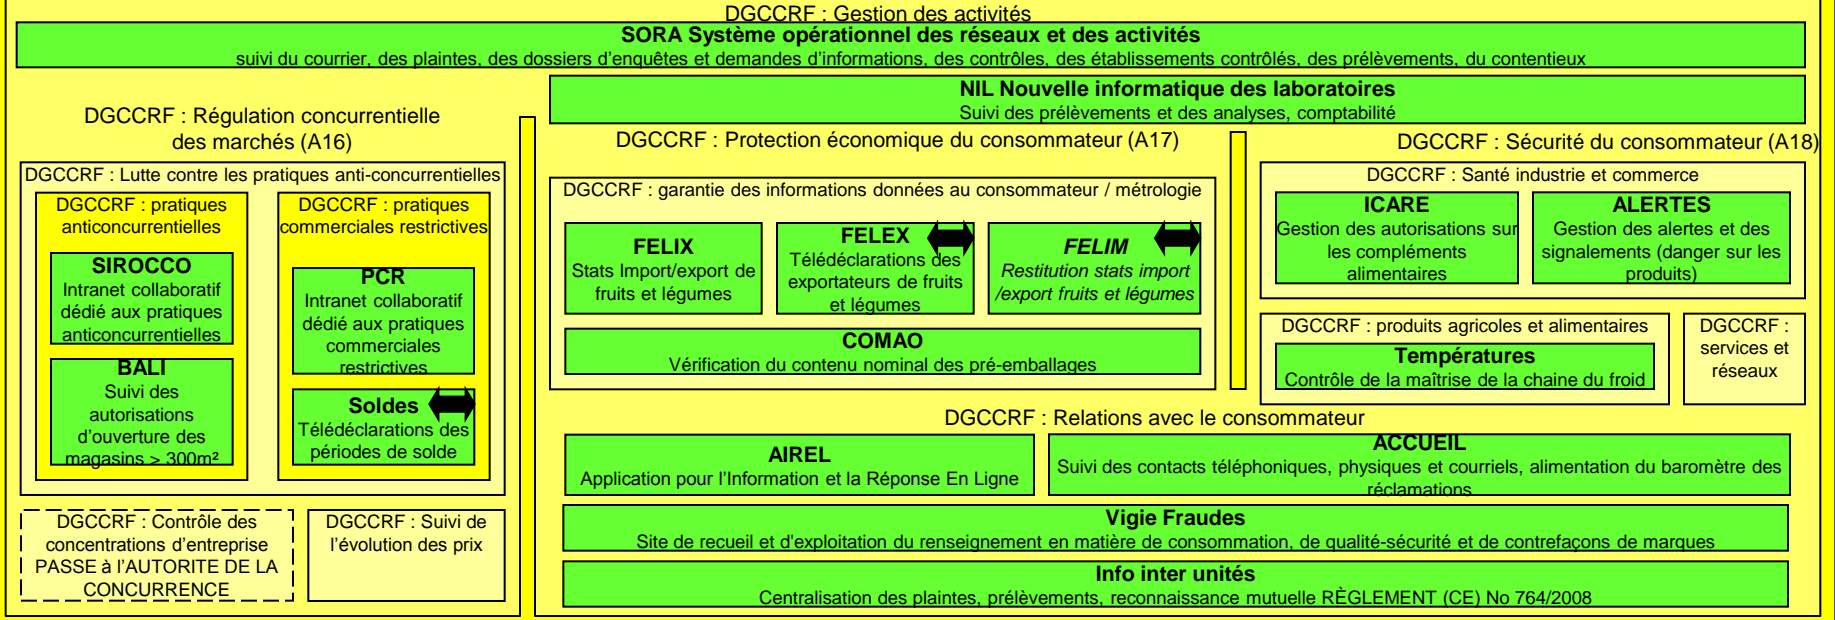 DGCCRF : Gestion des activités
SORA Système opérationnel des réseaux et des activités
suivi du courrier, des plaintes, des dossiers d'enquêtes et demandes d'informations, des contrôles, des établissements contrôlés, des prélèvements, du contentieux
NIL Nouvelle informatique des laboratoires
Suivi des prélèvements et des analyses, comptabilité
DGCCRF : Régulation concurrentielle
des marchés (A16)
DGCCRF : Lutte contre les pratiques anti-concurrentielles
DGCCRF : pratiques
anticoncurrentielles
SIROCCO
Intranet collaboratif
dédié aux pratiques
anticoncurrentielles
BALI
Suivi des
autorisations
d'ouverture des
magasins > 300m²
DGCCRF : pratiques
commerciales restrictives
PCR
Intranet collaboratif
dédié aux pratiques
commerciales
restrictives
Soldes
Télédéclarations des
périodes de solde
DGCCRF : Contrôle des
concentrations d'entreprise
PASSE à l'AUTORITE DE LA
CONCURRENCE
DGCCRF : Suivi de
l'évolution des prix
DGCCRF : Protection économique du consommateur (A17)
DGCCRF : garantie des informations données au consommateur / métrologie
FELIX
Stats Import/export de
fruits et légumes
FELEX
Télédéclarations des
exportateurs de fruits
et légumes
FELIM
Restitution stats import
/export fruits et légumes
COMAO
Vérification du contenu nominal des pré-emballages
DGCCRF : Sécurité du consommateur (A18)
DGCCRF : Santé industrie et commerce
ICARE
Gestion des autorisations sur
les compléments
alimentaires
ALERTES
Gestion des alertes et des
signalements (danger sur les
produits)
DGCCRF : produits agricoles et alimentaires
Températures
Contrôle de la maîtrise de la chaine du froid
DGCCRF :
services et
réseaux
DGCCRF : Relations avec le consommateur
AIREL
Application pour l'Information et la Réponse En Ligne
ACCUEIL
Suivi des contacts téléphoniques, physiques et courriels, alimentation du baromètre des
réclamations
Vigie Fraudes
Site de recueil et d'exploitation du renseignement en matière de consommation, de qualité-sécurité et de contrefaçons de marques
Info inter unités
Centralisation des plaintes, prélèvements, reconnaissance mutuelle RÈGLEMENT (CE) No 764/2008